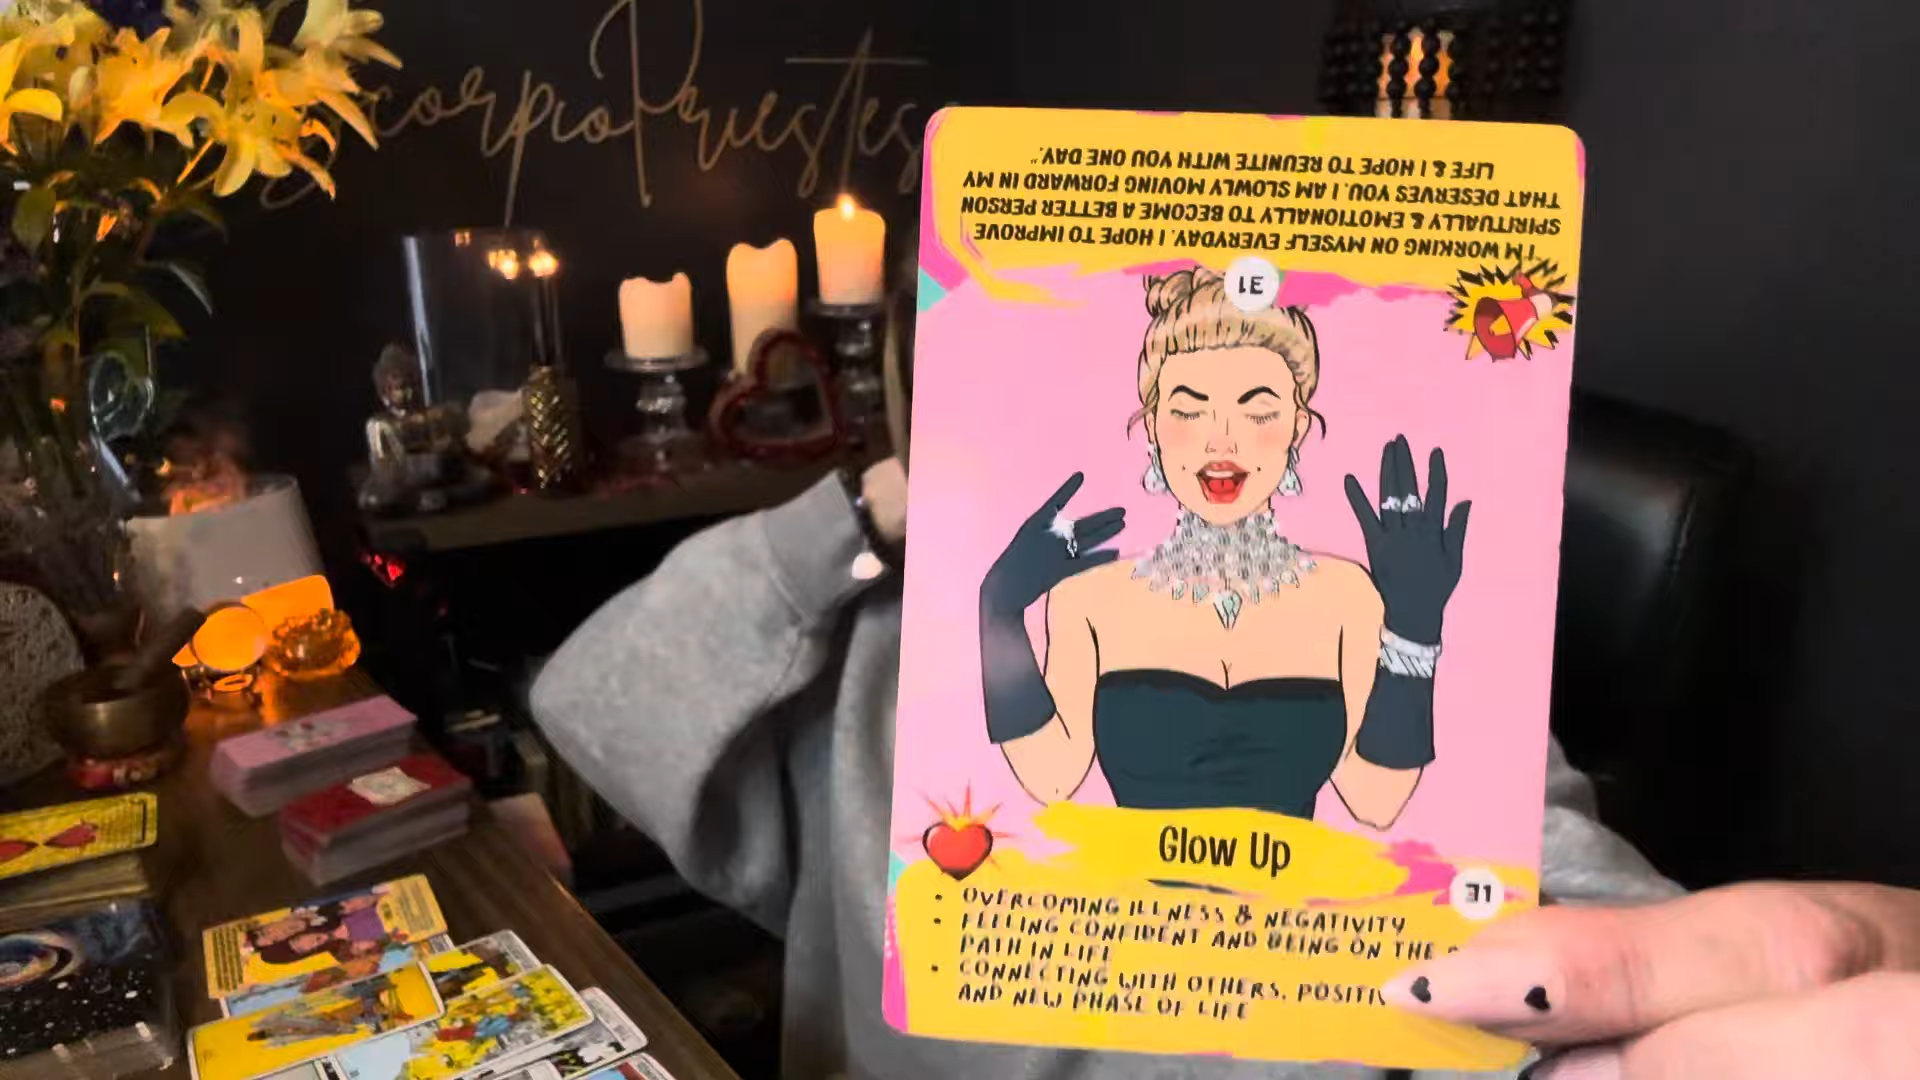 ScorpioPriestes
"I'M WORKING ON MYSELF EVERYDAY. I HOPE TO IMPROVE
SPIRITUALLY & EMOTIONALLY TO BECOME A BETTER PERSON
THAT DESERVES YOU. I AM SLOWLY MOVING FORWARD IN MY
LIFE & I HOPE TO REUNITE WITH YOU ONE DAY."
31
Glow Up
31
• OVERCOMING ILLNESS & NEGATIVITY
• FEELING CONFIDENT AND BEING ON THE
PATH IN LIFE
• CONNECTING WITH OTHERS, POSITIV
AND NEW PHASE OF LIFE